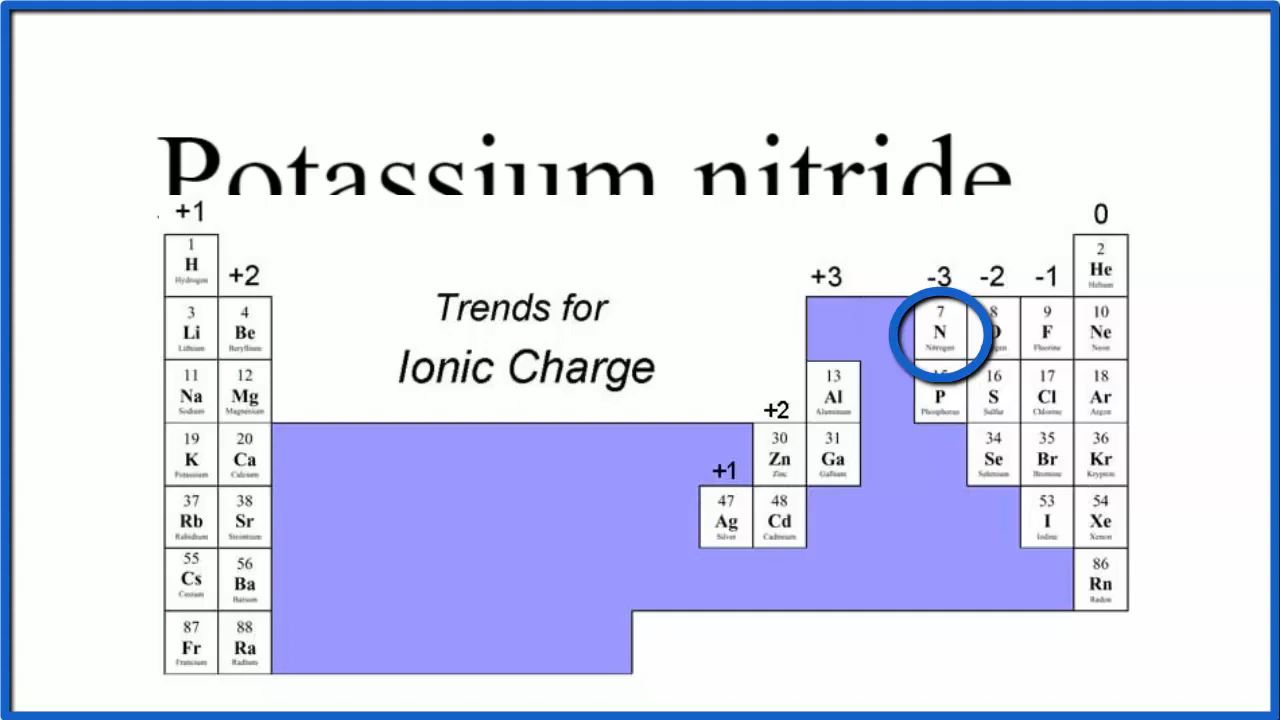 Potassium nitride
+1 0
1 H Hydrogen +2 +3 -3 -2 -1 2 He Helium
Trends for
Ionic Charge
3 Li Lithium 4 Be Beryllium 7 N Nitrogen 8 9 F Fluorine 10 Ne Neon
11 Na Sodium 12 Mg Magnesium 13 Al Aluminum 15 P Phosphorus 16 S Sulfur 17 Cl Chlorine 18 Ar Argon
+2
19 K Potassium 20 Ca Calcium 30 Zn Zinc 31 Ga Gallium 34 Se Selenium 35 Br Bromine 36 Kr Krypton
+1
37 Rb Rubidium 38 Sr Strontium 47 Ag Silver 48 Cd Cadmium 53 I Iodine 54 Xe Xenon
55 Cs Cesium 56 Ba Barium 86 Rn Radon
87 Fr Francium 88 Ra Radium